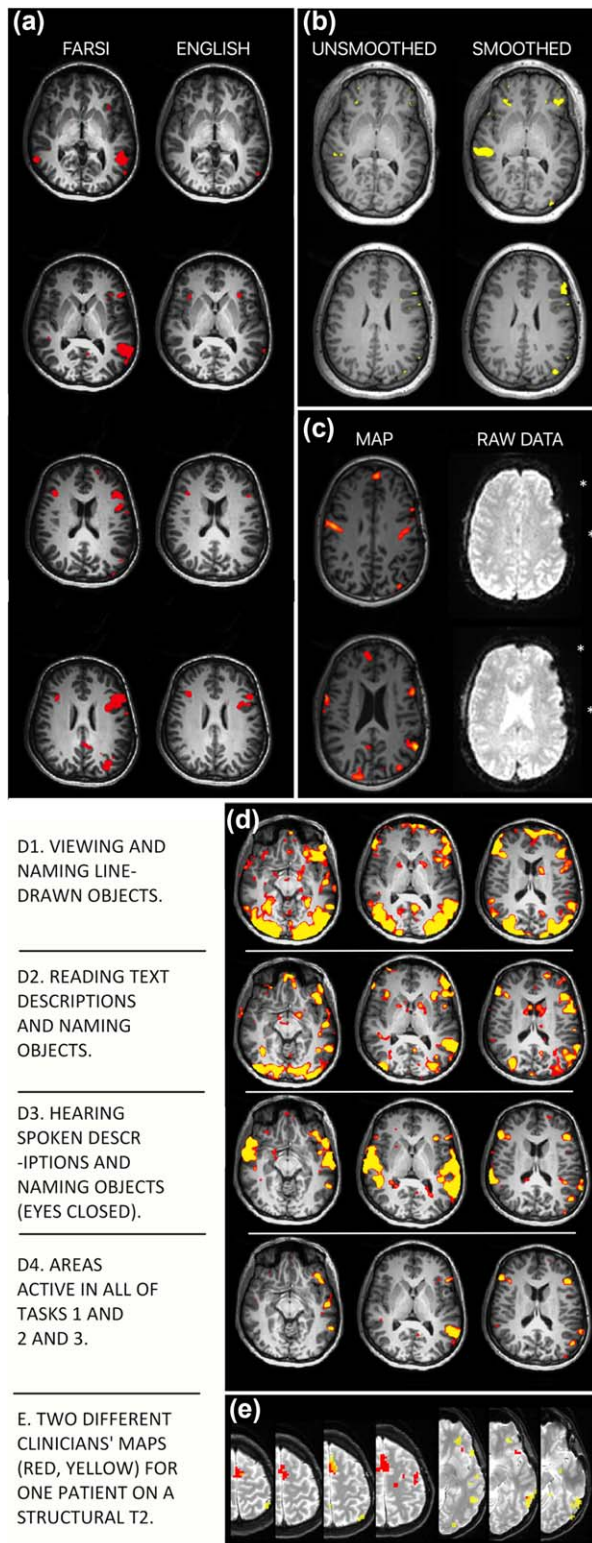 (a)
FARSI ENGLISH
(b)
UNSMOOTHED SMOOTHED
(c)
MAP RAW DATA
*
*
*
*
(d)
D1. VIEWING AND
NAMING LINE-
DRAWN OBJECTS.
D2. READING TEXT
DESCRIPTIONS
AND NAMING
OBJECTS.
D3. HEARING
SPOKEN DESCR
-IPTIONS AND
NAMING OBJECTS
(EYES CLOSED).
D4. AREAS
ACTIVE IN ALL OF
TASKS 1 AND
2 AND 3.
(e)
E. TWO DIFFERENT
CLINICIANS' MAPS
(RED, YELLOW) FOR
ONE PATIENT ON A
STRUCTURAL T2.